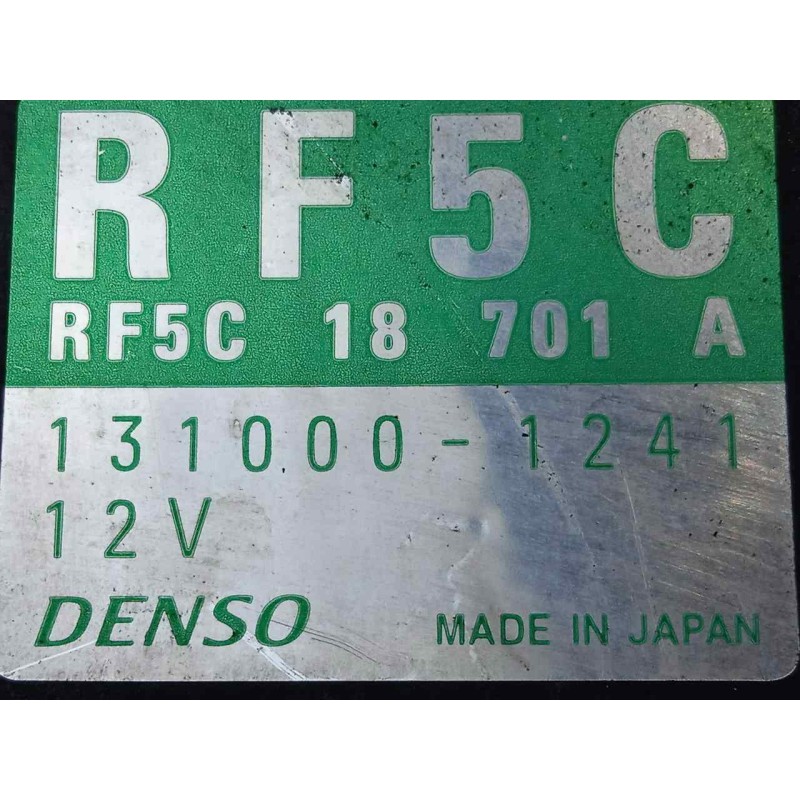 RF5C
RF5C 18 701 A
131000-1241
12V
DENSO MADE IN JAPAN